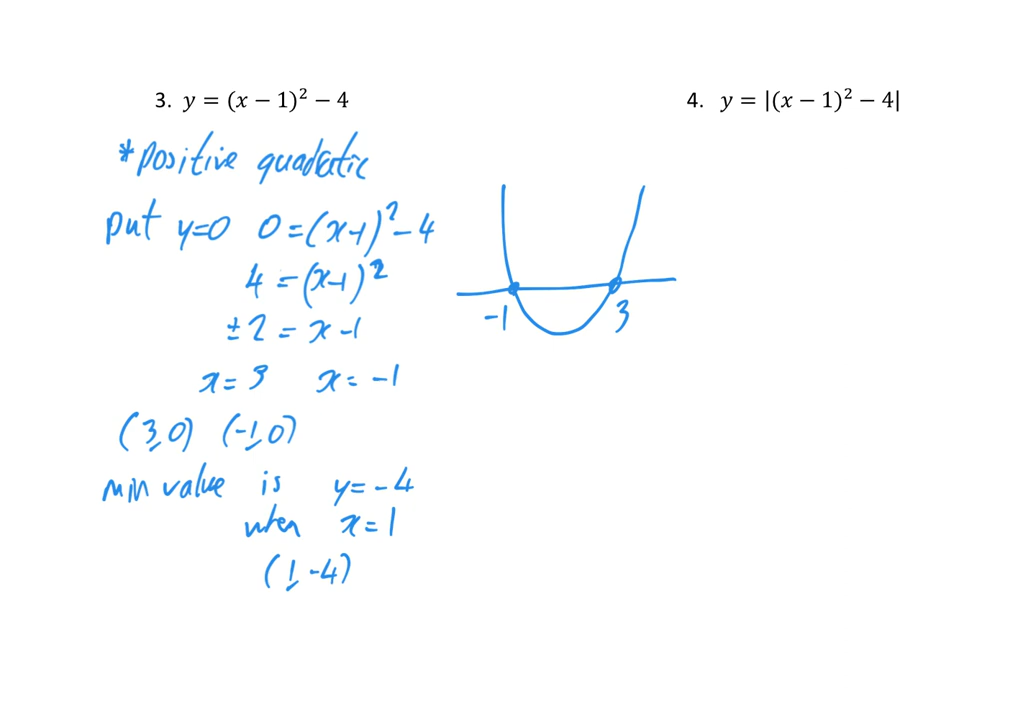 3. y = (x − 1)² − 4
*positive quadratic
put y=0 0=(x-1)²-4
4=(x-1)²
±2 = x-1
x=3 x=-1
(3,0) (-1,0)
min value is y=-4
when x=1
(1,-4)
-1 3
4. y = |(x − 1)² − 4|